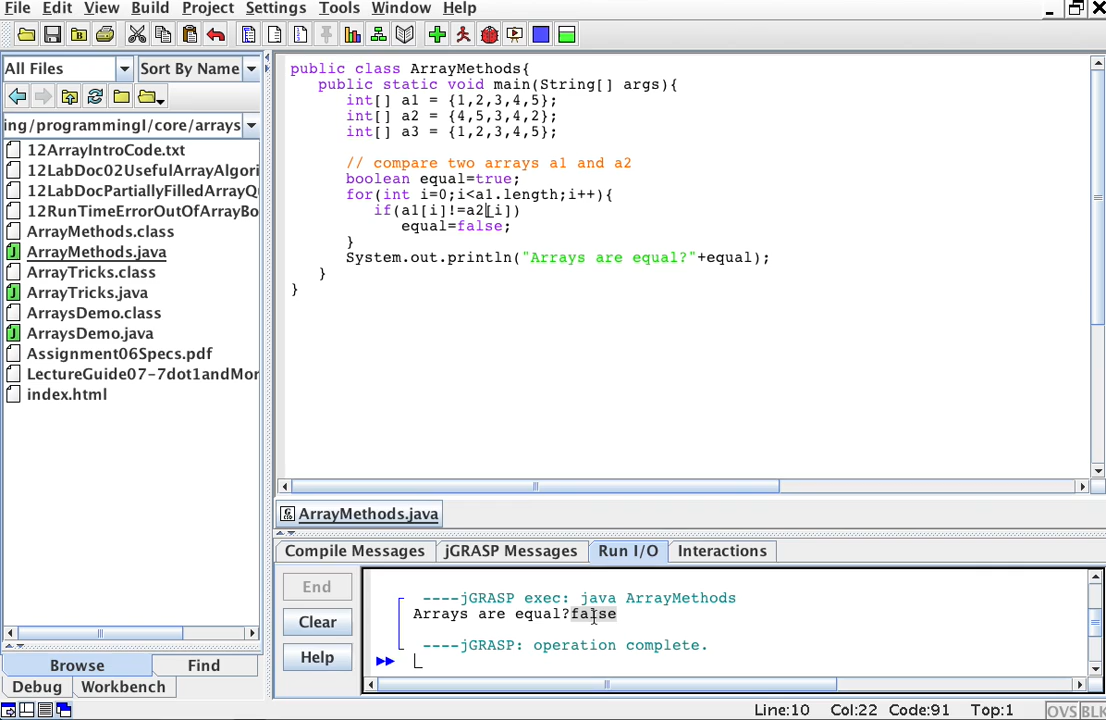 File Edit View Build Project Settings Tools Window Help
All Files Sort By Name
ing/programmingI/core/arrays
12ArrayIntroCode.txt
12LabDoc02UsefulArrayAlgori
12LabDocPartiallyFilledArrayQ
12RunTimeErrorOutOfArrayBo
ArrayMethods.class
ArrayMethods.java
ArrayTricks.class
ArrayTricks.java
ArraysDemo.class
ArraysDemo.java
Assignment06Specs.pdf
LectureGuide07-7dot1andMor
index.html
Browse Find
Debug Workbench
public class ArrayMethods{
public static void main(String[] args){
int[] a1 = {1,2,3,4,5};
int[] a2 = {4,5,3,4,2};
int[] a3 = {1,2,3,4,5};
// compare two arrays a1 and a2
boolean equal=true;
for(int i=0;i<a1.length;i++){
if(a1[i]!=a2[i])
equal=false;
}
System.out.println("Arrays are equal?"+equal);
}
}
ArrayMethods.java
Compile Messages jGRASP Messages Run I/O Interactions
End
Clear
Help
----jGRASP exec: java ArrayMethods
Arrays are equal?false
----jGRASP: operation complete.
Line:10 Col:22 Code:91 Top:1 OVS BLK